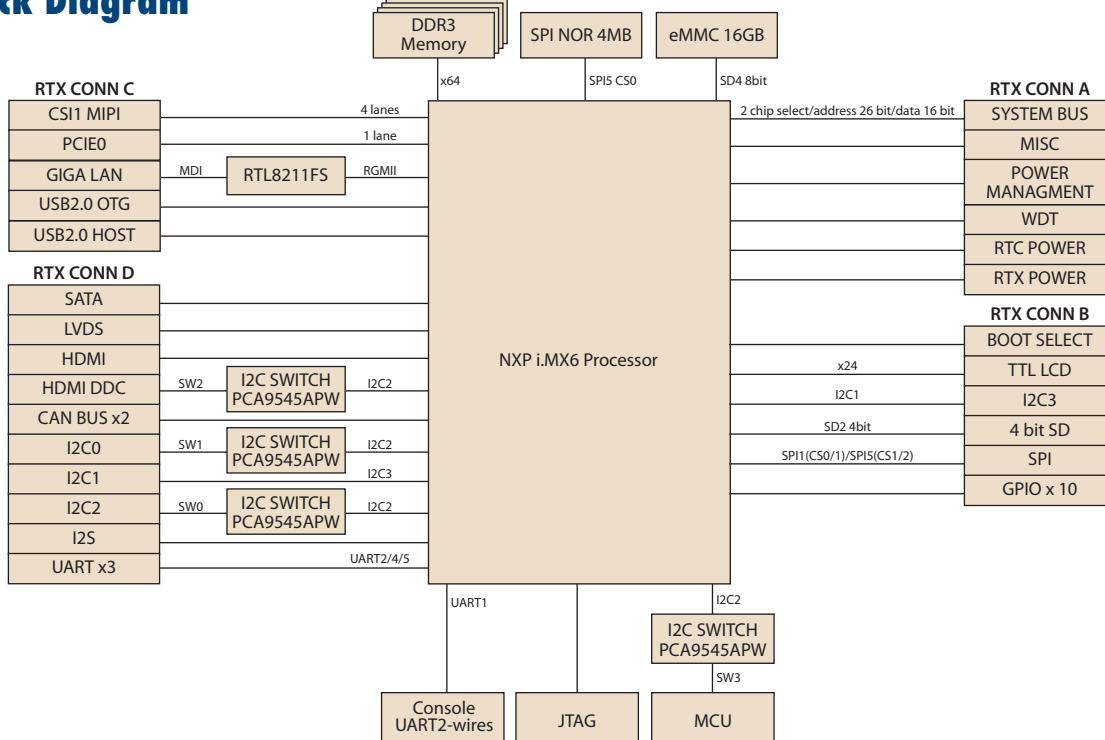 ck Diagram
DDR3
Memory
SPI NOR 4MB
eMMC 16GB
x64
SPI5 CS0
SD4 8bit
RTX CONN C
CSI1 MIPI
4 lanes
PCIE0
1 lane
GIGA LAN
MDI
RTL8211FS
RGMII
USB2.0 OTG
USB2.0 HOST
RTX CONN D
SATA
LVDS
HDMI
HDMI DDC
SW2
I2C SWITCH
PCA9545APW
I2C2
CAN BUS x2
I2C0
SW1
I2C SWITCH
PCA9545APW
I2C2
I2C1
I2C3
I2C2
SW0
I2C SWITCH
PCA9545APW
I2C2
I2S
UART x3
UART2/4/5
NXP i.MX6 Processor
RTX CONN A
2 chip select/address 26 bit/data 16 bit
SYSTEM BUS
MISC
POWER
MANAGMENT
WDT
RTC POWER
RTX POWER
RTX CONN B
BOOT SELECT
x24
TTL LCD
I2C1
I2C3
SD2 4bit
4 bit SD
SPI1(CS0/1)/SPI5(CS1/2)
SPI
GPIO x 10
UART1
I2C2
I2C SWITCH
PCA9545APW
SW3
Console
UART2-wires
JTAG
MCU